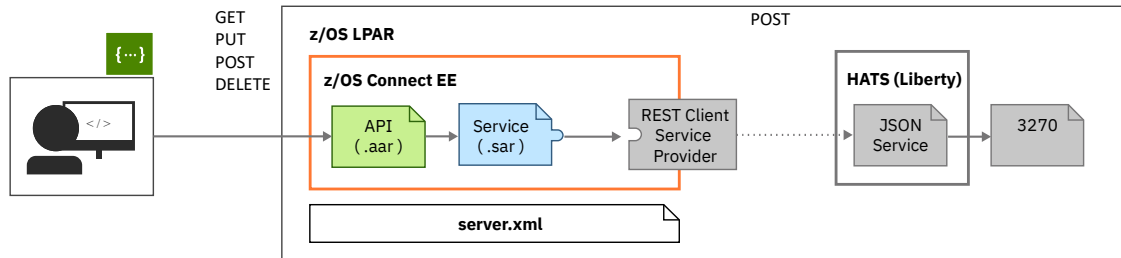 GET
PUT
POST
DELETE
{...}
</>
POST
z/OS LPAR
z/OS Connect EE
API
( .aar )
Service
( .sar )
REST Client
Service
Provider
HATS (Liberty)
JSON
Service
3270
server.xml